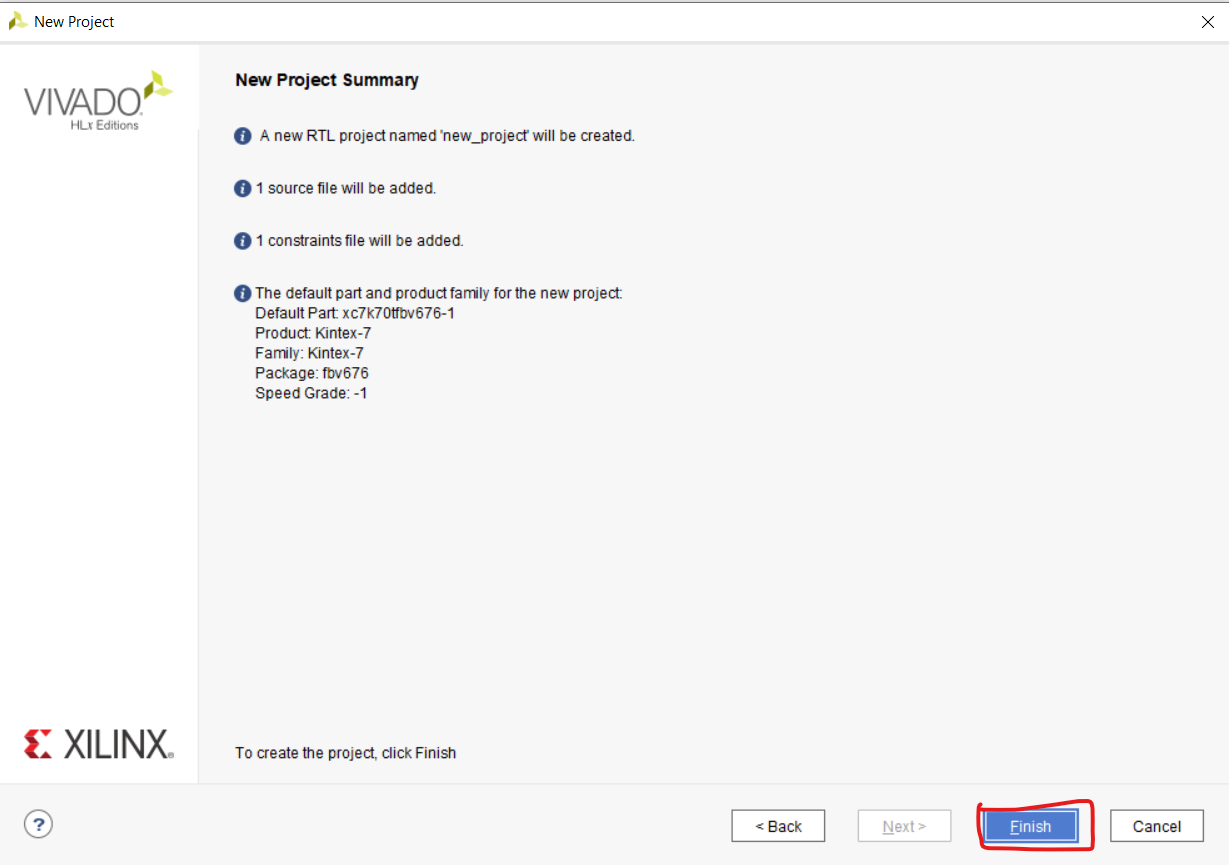 New Project
VIVADO.
HLx Editions
New Project Summary
A new RTL project named 'new_project' will be created.
1 source file will be added.
1 constraints file will be added.
The default part and product family for the new project:
Default Part: xc7k70tfbv676-1
Product: Kintex-7
Family: Kintex-7
Package: fbv676
Speed Grade: -1
XILINX®
To create the project, click Finish
?
< Back
Next >
Finish
Cancel